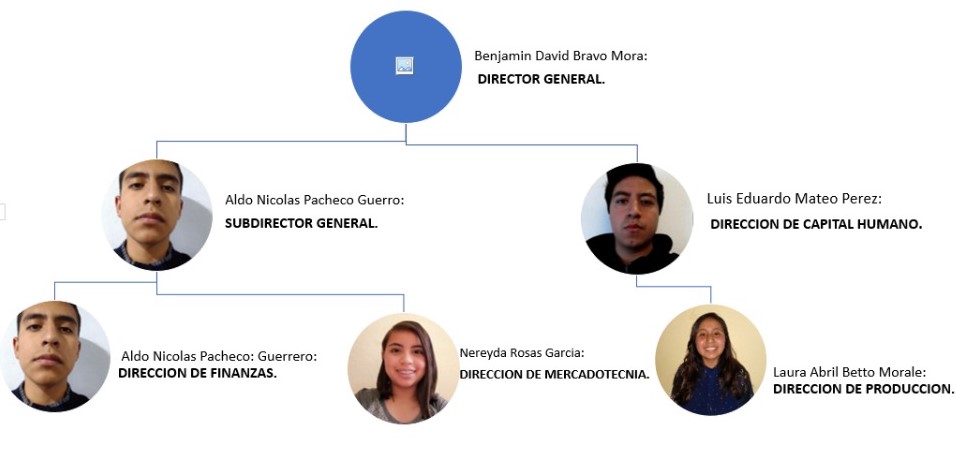 Benjamin David Bravo Mora:
DIRECTOR GENERAL.
Aldo Nicolas Pacheco Guerro:
SUBDIRECTOR GENERAL.
Luis Eduardo Mateo Perez:
DIRECCION DE CAPITAL HUMANO.
Aldo Nicolas Pacheco: Guerrero:
DIRECCION DE FINANZAS.
Nereyda Rosas Garcia:
DIRECCION DE MERCADOTECNIA.
Laura Abril Betto Morale:
DIRECCION DE PRODUCCION.